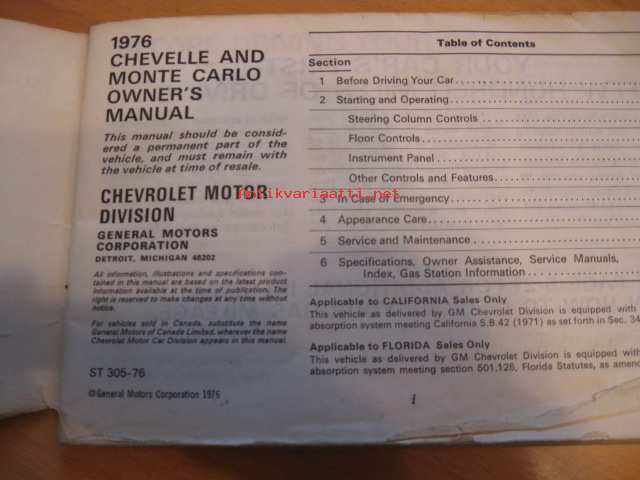 1976
CHEVELLE AND
MONTE CARLO
OWNER'S
MANUAL
This manual should be consid-
ered a permanent part of the
vehicle, and must remain with
the vehicle at time of resale.
CHEVROLET MOTOR
DIVISION
GENERAL MOTORS
CORPORATION
DETROIT, MICHIGAN 48202
All information, illustrations and specifications con-
tained in this manual are based on the latest product
information available at the time of publication. The
right is reserved to make changes at any time without
notice.
For vehicles sold in Canada, substitute the name
General Motors of Canada Limited, wherever the name
Chevrolet Motor Car Division appears in this manual.
ST 305-76
©General Motors Corporation 1976
Table of Contents
Section
1 Before Driving Your Car
2 Starting and Operating
Steering Column Controls
Floor Controls
Instrument Panel
Other Controls and Features
3 In Case of Emergency
4 Appearance Care
5 Service and Maintenance
6 Specifications, Owner Assistance, Service Manuals,
Index, Gas Station Information
Applicable to CALIFORNIA Sales Only
This vehicle as delivered by GM Chevrolet Division is equipped with
absorption system meeting California S.B.42 (1971) as set forth in Sec. 34
Applicable to FLORIDA Sales Only
This vehicle as delivered by GM Chevrolet Division is equipped with
absorption system meeting section 501.125, Florida Statutes, as amen
i
Antikvariaatti.net